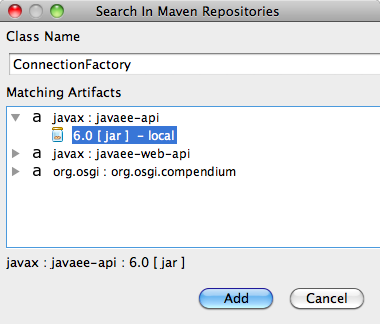 Search In Maven Repositories
Class Name
ConnectionFactory
Matching Artifacts
a javax : javaee-api
6.0 [ jar ] - local
a javax : javaee-web-api
a org.osgi : org.osgi.compendium
javax : javaee-api : 6.0 [ jar ]
Add Cancel